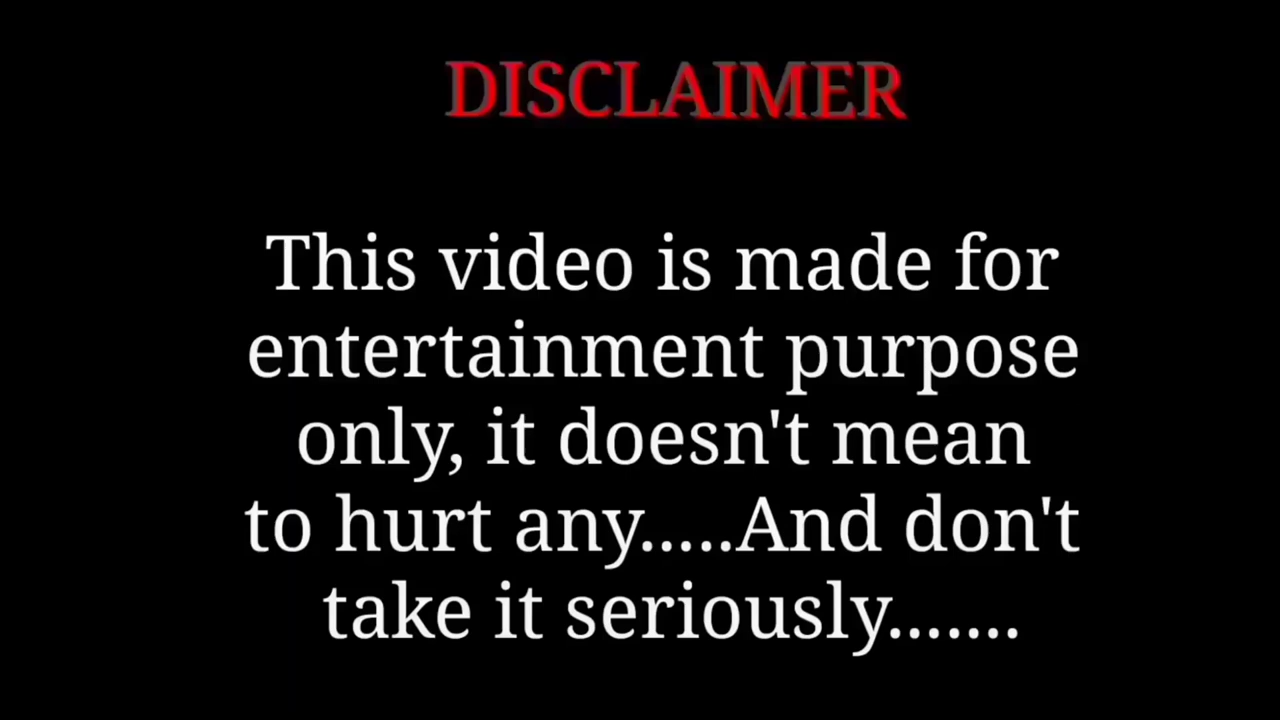 DISCLAIMER
This video is made for
entertainment purpose
only, it doesn't mean
to hurt any.....And don't
take it seriously.......